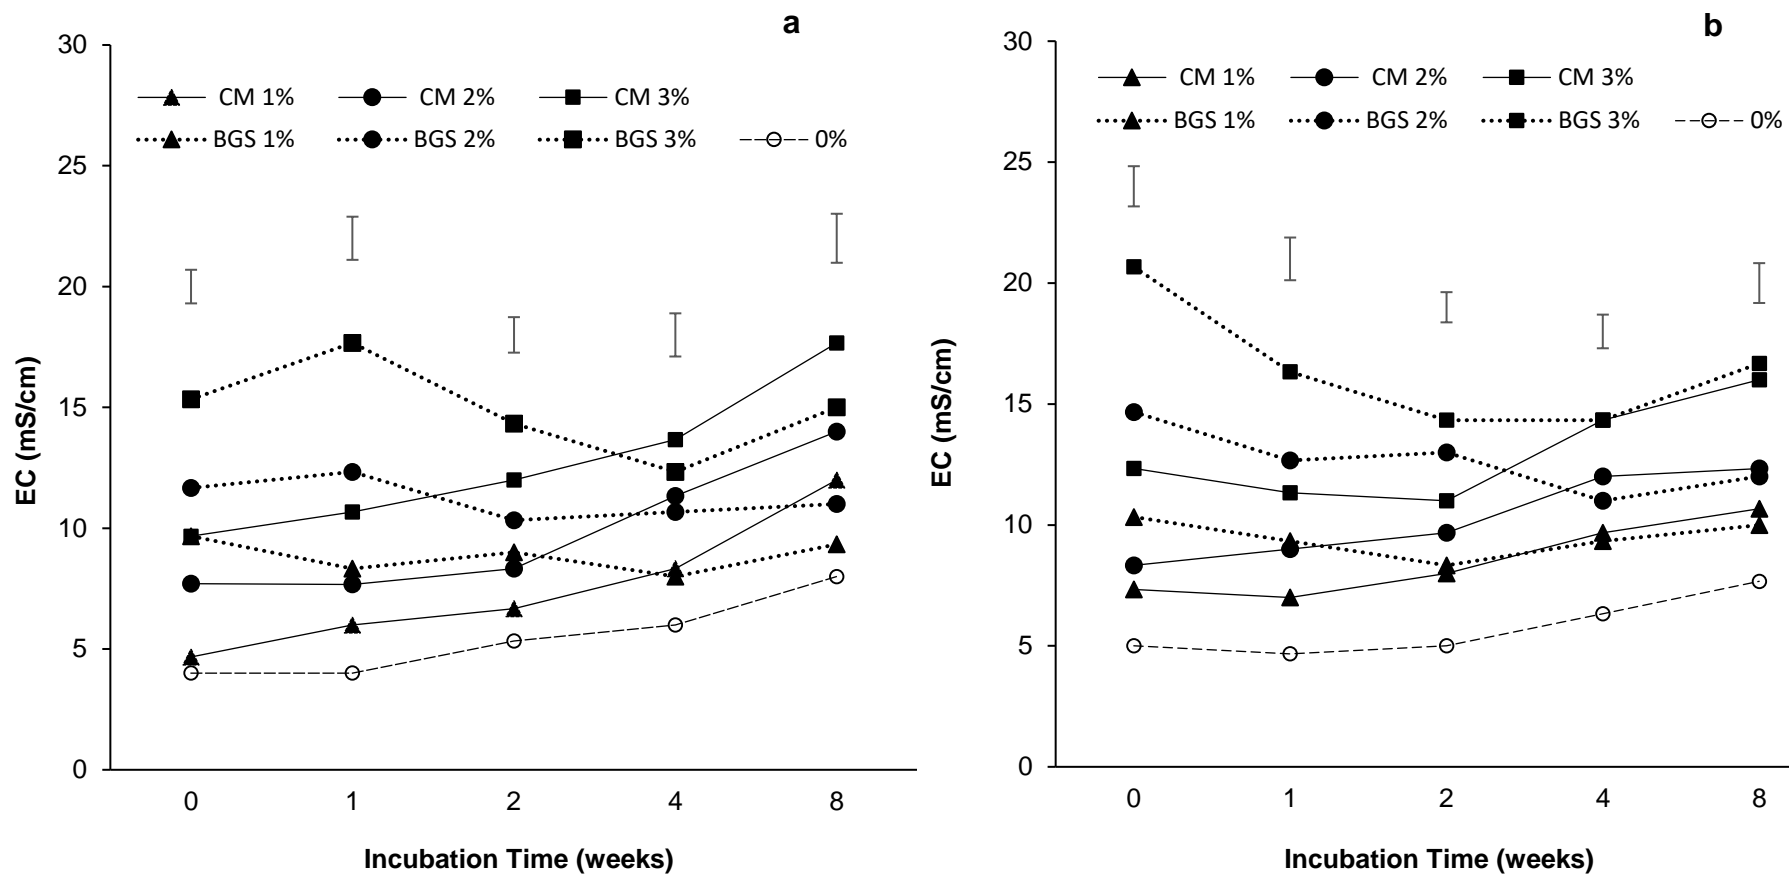 a
30
25
20
15
10
5
0
EC (mS/cm)
CM 1% CM 2% CM 3%
BGS 1% BGS 2% BGS 3% 0%
0 1 2 4 8
Incubation Time (weeks)
b
30
25
20
15
10
5
0
EC (mS/cm)
CM 1% CM 2% CM 3%
BGS 1% BGS 2% BGS 3% 0%
0 1 2 4 8
Incubation Time (weeks)